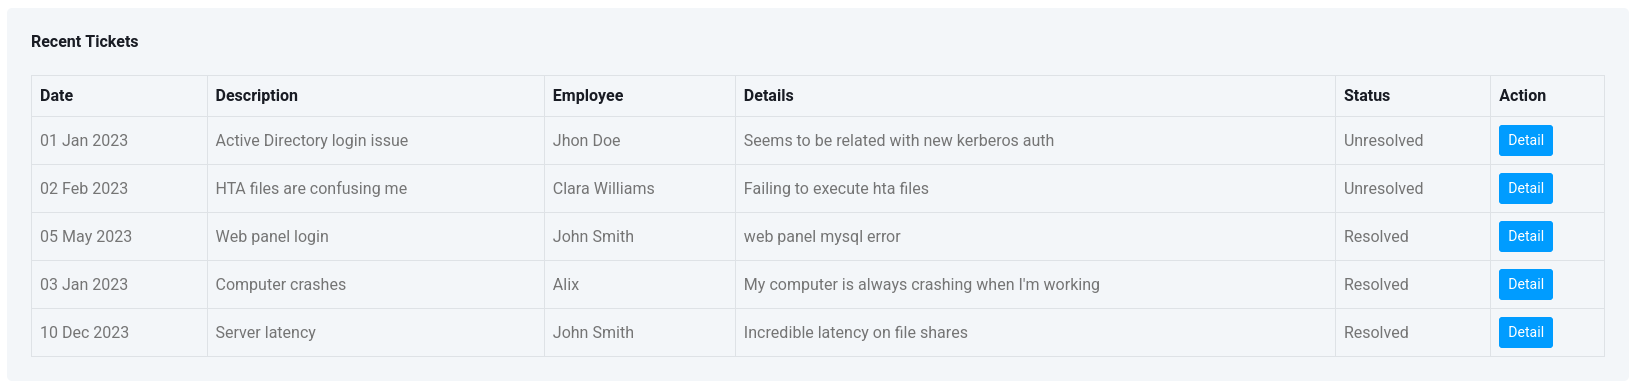 Recent Tickets
Date Description Employee Details Status Action
01 Jan 2023 Active Directory login issue Jhon Doe Seems to be related with new kerberos auth Unresolved Detail
02 Feb 2023 HTA files are confusing me Clara Williams Failing to execute hta files Unresolved Detail
05 May 2023 Web panel login John Smith web panel mysql error Resolved Detail
03 Jan 2023 Computer crashes Alix My computer is always crashing when I'm working Resolved Detail
10 Dec 2023 Server latency John Smith Incredible latency on file shares Resolved Detail